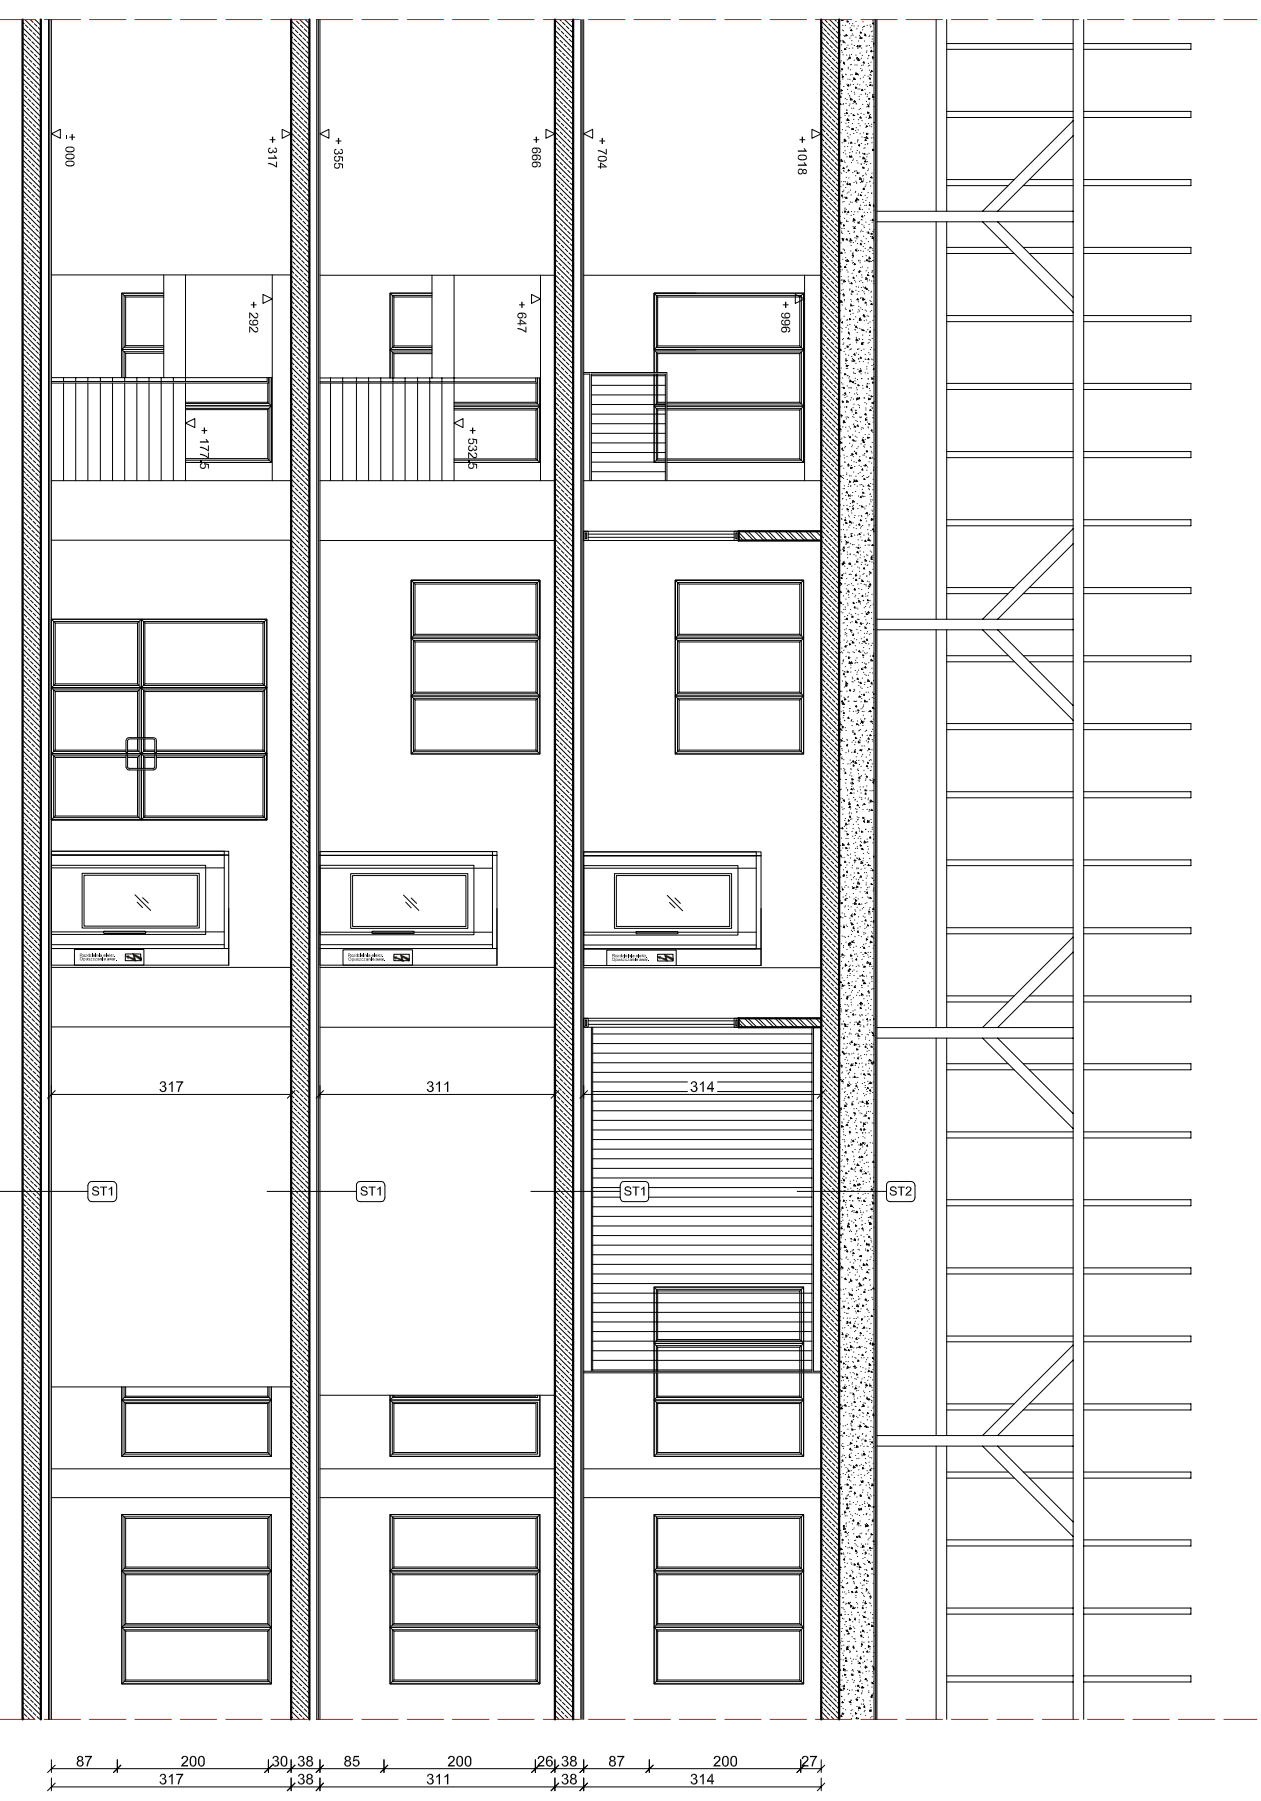 ± 000
+ 317
+ 355
+ 666
+ 704
+ 1018
+ 292
+ 647
+ 996
+ 177,5
+ 532,5
317
311
314
ST1
ST1
ST1
ST2
87 200 30 38 85 200 26 38 87 200 27
317 38 311 38 314